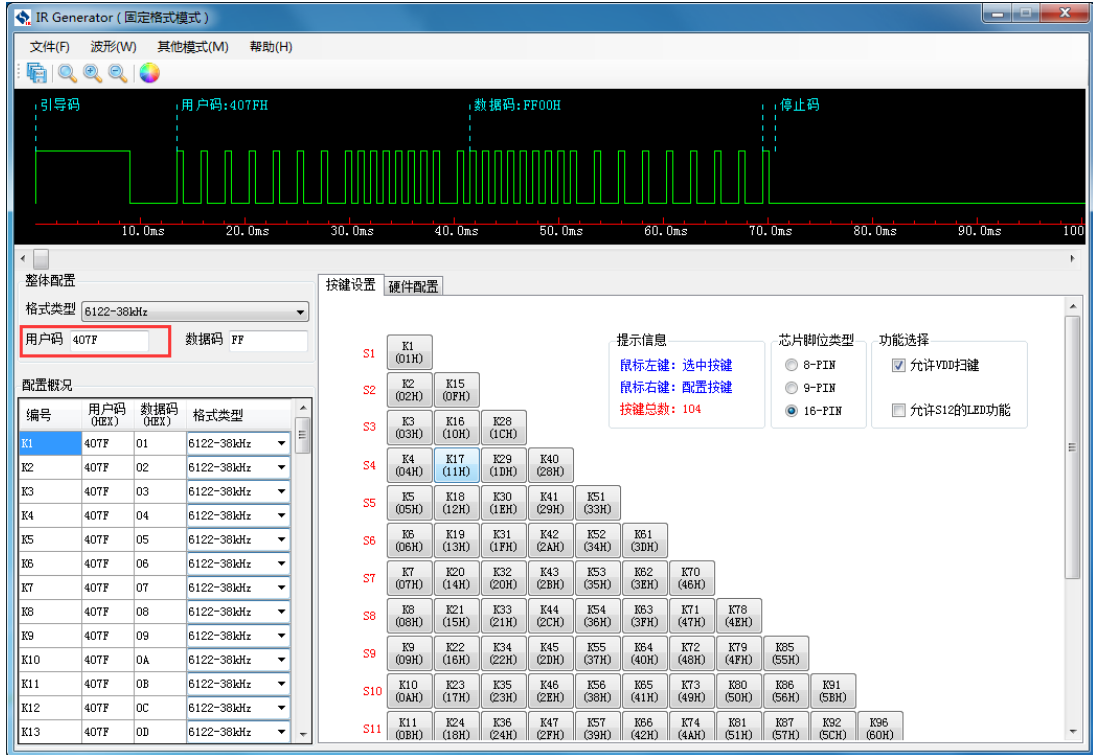 IR Generator ( 固定格式模式 )
文件(F) 波形(W) 其他模式(M) 帮助(H)
引导码 用户码:407FH 数据码:FF00H 停止码
10.0ms 20.0ms 30.0ms 40.0ms 50.0ms 60.0ms 70.0ms 80.0ms 90.0ms 100
整体配置
格式类型 6122-38kHz
用户码 407F 数据码 FF
配置概况
编号 用户码(HEX) 数据码(HEX) 格式类型
K1 407F 01 6122-38kHz
K2 407F 02 6122-38kHz
K3 407F 03 6122-38kHz
K4 407F 04 6122-38kHz
K5 407F 05 6122-38kHz
K6 407F 06 6122-38kHz
K7 407F 07 6122-38kHz
K8 407F 08 6122-38kHz
K9 407F 09 6122-38kHz
K10 407F 0A 6122-38kHz
K11 407F 0B 6122-38kHz
K12 407F 0C 6122-38kHz
K13 407F 0D 6122-38kHz
按键设置 硬件配置
提示信息
鼠标左键: 选中按键
鼠标右键: 配置按键
按键总数: 104
芯片脚位类型
8-PIN
9-PIN
16-PIN
功能选择
允许VDD扫键
允许S12的LED功能
S1 K1 (01H)
S2 K2 (02H) K15 (0FH)
S3 K3 (03H) K16 (10H) K28 (1CH)
S4 K4 (04H) K17 (11H) K29 (1DH) K40 (28H)
S5 K5 (05H) K18 (12H) K30 (1EH) K41 (29H) K51 (33H)
S6 K6 (06H) K19 (13H) K31 (1FH) K42 (2AH) K52 (34H) K61 (3DH)
S7 K7 (07H) K20 (14H) K32 (20H) K43 (2BH) K53 (35H) K62 (3EH) K70 (46H)
S8 K8 (08H) K21 (15H) K33 (21H) K44 (2CH) K54 (36H) K63 (3FH) K71 (47H) K78 (4EH)
S9 K9 (09H) K22 (16H) K34 (22H) K45 (2DH) K55 (37H) K64 (40H) K72 (48H) K79 (4FH) K85 (55H)
S10 K10 (0AH) K23 (17H) K35 (23H) K46 (2EH) K56 (38H) K65 (41H) K73 (49H) K80 (50H) K86 (56H) K91 (5BH)
S11 K11 (0BH) K24 (18H) K36 (24H) K47 (2FH) K57 (39H) K66 (42H) K74 (4AH) K81 (51H) K87 (57H) K92 (5CH) K96 (60H)